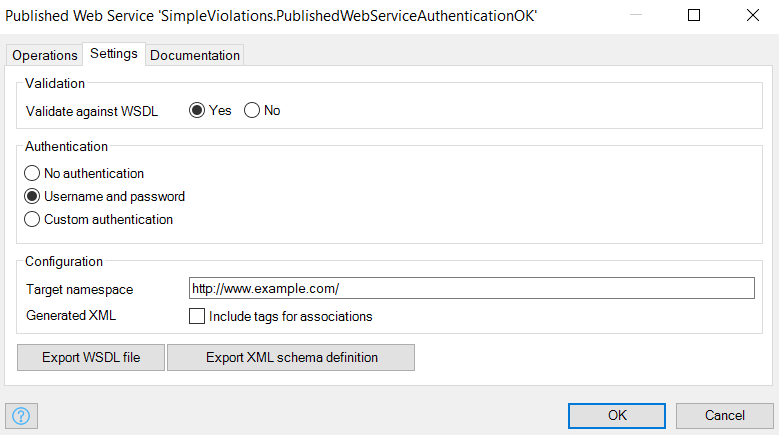 Published Web Service 'SimpleViolations.PublishedWebServiceAuthenticationOK'
Operations Settings Documentation
Validation
Validate against WSDL Yes No
Authentication
No authentication
Username and password
Custom authentication
Configuration
Target namespace http://www.example.com/
Generated XML Include tags for associations
Export WSDL file Export XML schema definition
? OK Cancel